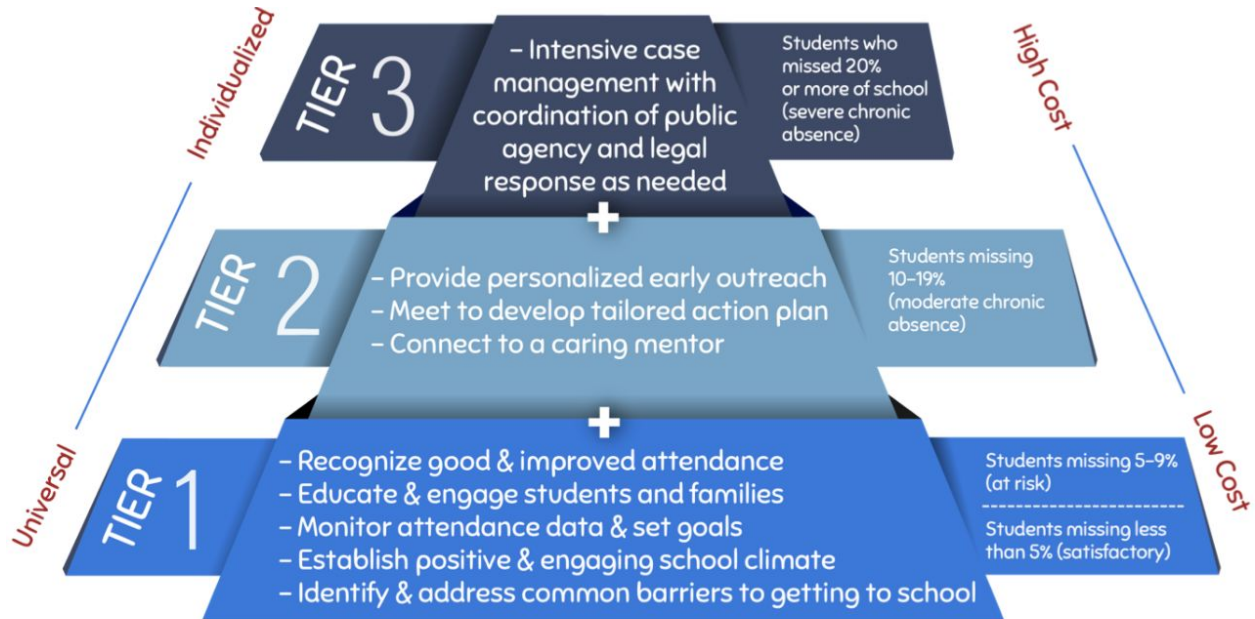 Individualized
Universal
High Cost
Low Cost
TIER 3
– Intensive case
management with
coordination of public
agency and legal
response as needed
Students who
missed 20%
or more of school
(severe chronic
absence)
+
TIER 2
– Provide personalized early outreach
– Meet to develop tailored action plan
– Connect to a caring mentor
Students missing
10–19%
(moderate chronic
absence)
+
TIER 1
– Recognize good & improved attendance
– Educate & engage students and families
– Monitor attendance data & set goals
– Establish positive & engaging school climate
– Identify & address common barriers to getting to school
Students missing 5–9%
(at risk)
Students missing less
than 5% (satisfactory)